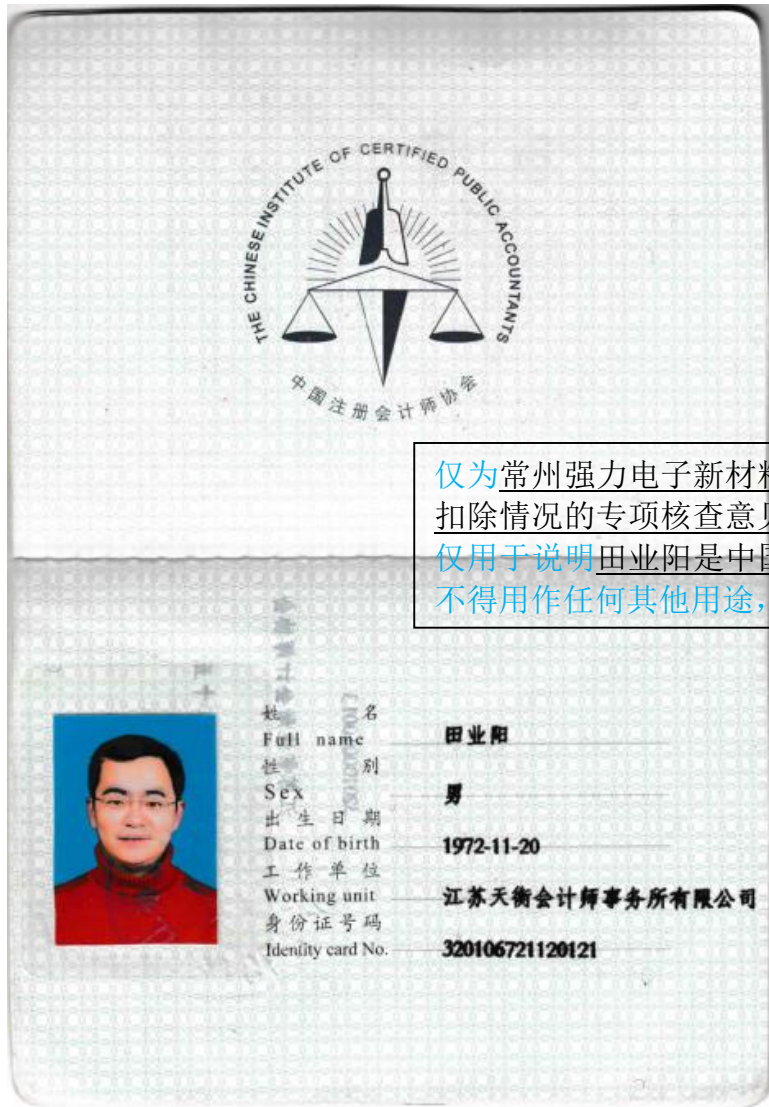 THE CHINESE INSTITUTE OF CERTIFIED PUBLIC ACCOUNTANTS
中国注册会计师协会
仅为常州强力电子新材料
扣除情况的专项核查意见
仅用于说明田业阳是中国
不得用作任何其他用途，
姓 名
Full name
田业阳
性 别
Sex
男
出生日期
Date of birth
1972-11-20
工作单位
Working unit
江苏天衡会计师事务所有限公司
身份证号码
Identity card No.
320106721120121